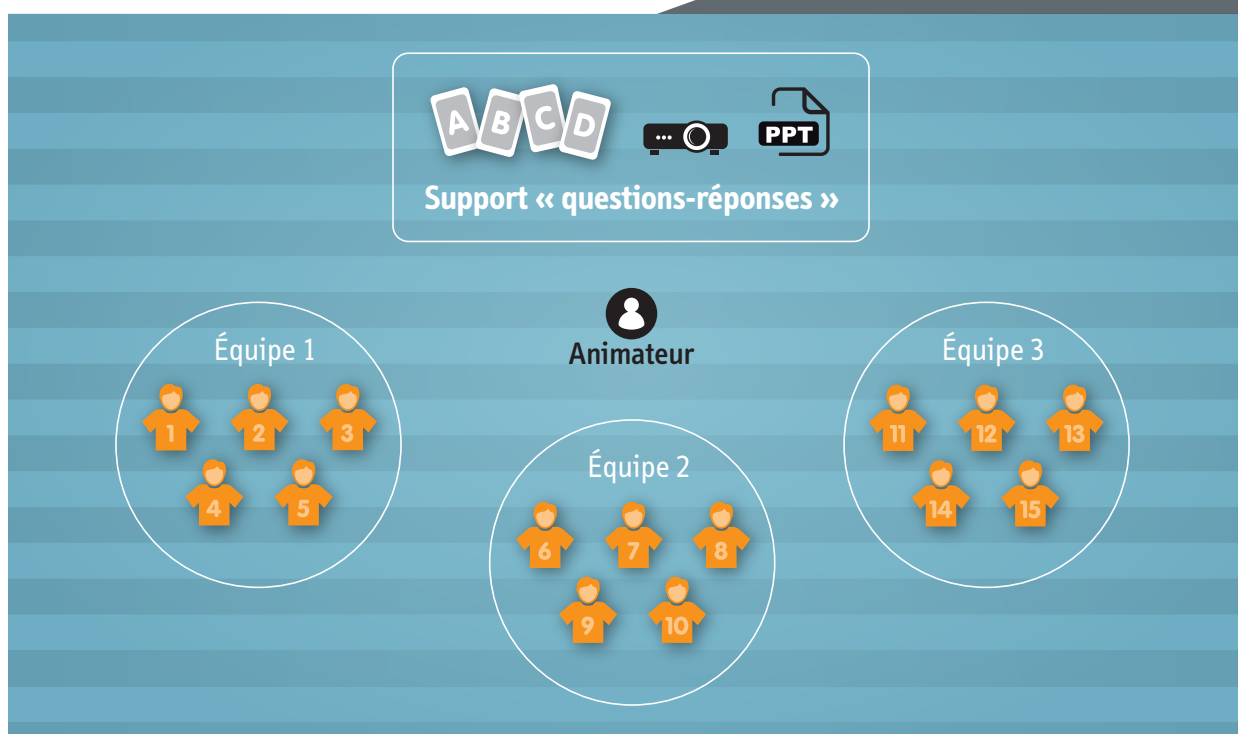 A B C D
PPT
Support « questions-réponses »
Animateur
Équipe 1
1 2 3
4 5
Équipe 2
6 7 8
9 10
Équipe 3
11 12 13
14 15